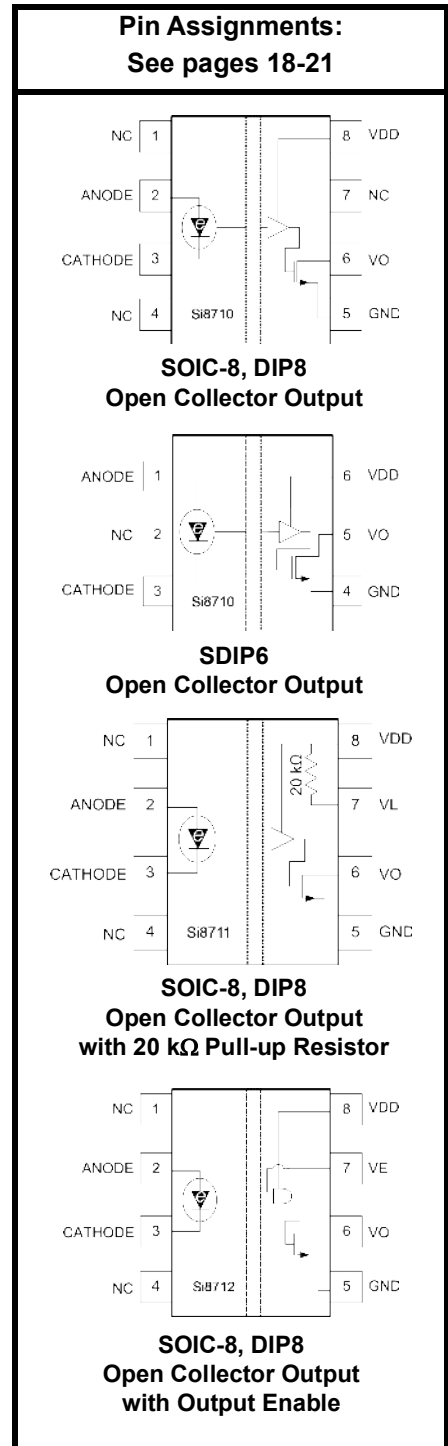 Pin Assignments:
See pages 18-21
NC 1 8 VDD
ANODE 2 7 NC
e
CATHODE 3 6 VO
NC 4 Si8710 5 GND
SOIC-8, DIP8
Open Collector Output
ANODE 1 6 VDD
NC 2 e 5 VO
CATHODE 3 Si8710 4 GND
SDIP6
Open Collector Output
NC 1 8 VDD
20 kΩ
ANODE 2 7 VL
e
CATHODE 3 6 VO
NC 4 Si8711 5 GND
SOIC-8, DIP8
Open Collector Output
with 20 kΩ Pull-up Resistor
NC 1 8 VDD
ANODE 2 7 VE
e
CATHODE 3 6 VO
NC 4 Si8712 5 GND
SOIC-8, DIP8
Open Collector Output
with Output Enable